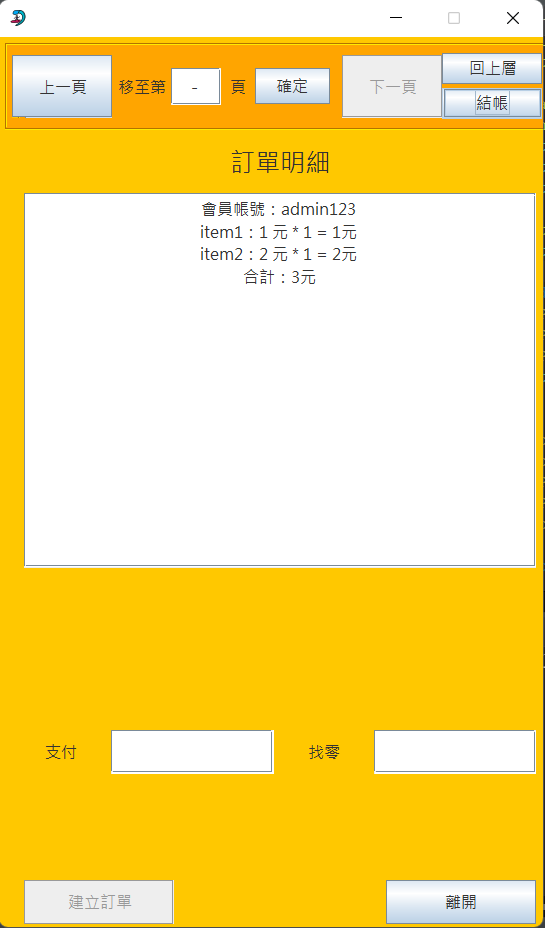 上一頁 移至第 - 頁 確定 下一頁 回上層
結帳
訂單明細
會員帳號：admin123
item1：1 元 * 1 = 1元
item2：2 元 * 1 = 2元
合計：3元
支付 找零
建立訂單 離開